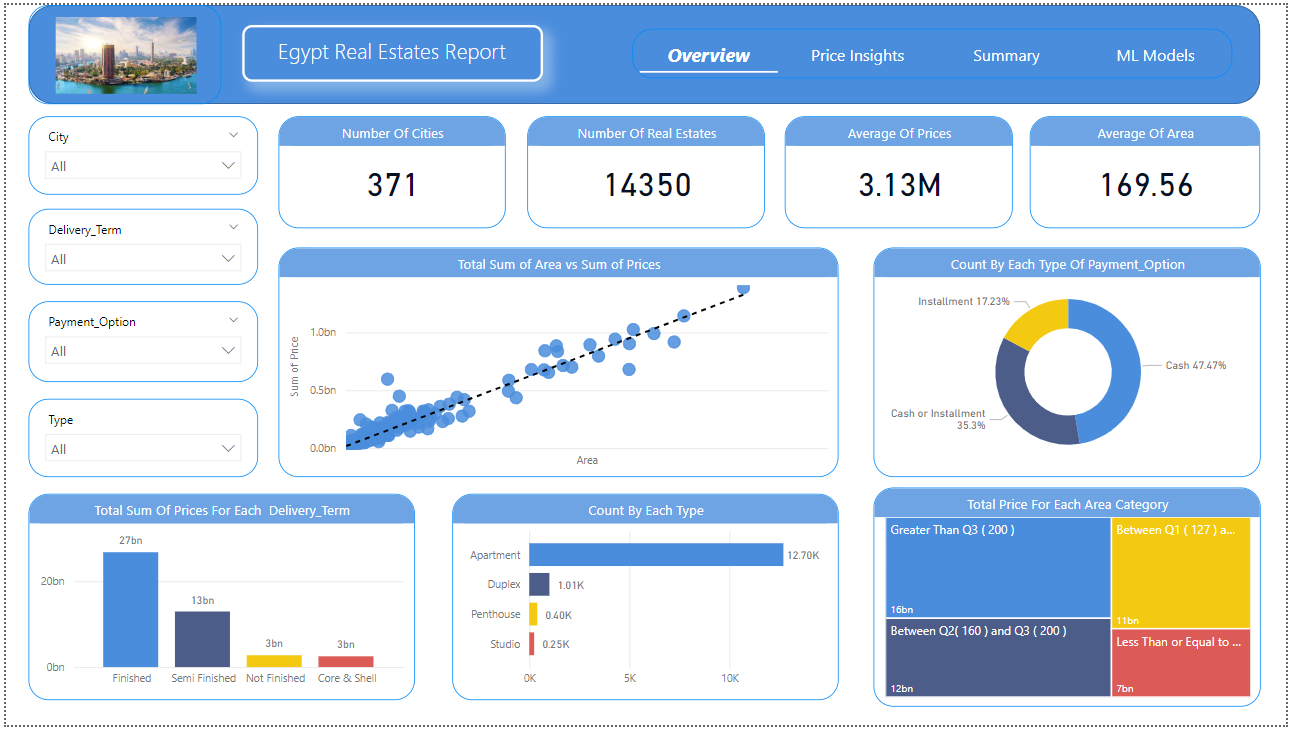 Egypt Real Estates Report
Overview
Price Insights
Summary
ML Models
City
All
Delivery_Term
All
Payment_Option
All
Type
All
Number Of Cities
371
Number Of Real Estates
14350
Average Of Prices
3.13M
Average Of Area
169.56
Total Sum of Area vs Sum of Prices
Sum of Price
1.0bn
0.5bn
0.0bn
Area
Count By Each Type Of Payment_Option
Installment 17.23%
Cash 47.47%
Cash or Installment
35.3%
Total Sum Of Prices For Each Delivery_Term
20bn
0bn
27bn
13bn
3bn
3bn
Finished
Semi Finished
Not Finished
Core & Shell
Count By Each Type
Apartment
12.70K
Duplex
1.01K
Penthouse
0.40K
Studio
0.25K
0K
5K
10K
Total Price For Each Area Category
Greater Than Q3 ( 200 )
16bn
Between Q1 ( 127 ) a...
11bn
Between Q2( 160 ) and Q3 ( 200 )
12bn
Less Than or Equal to ...
7bn